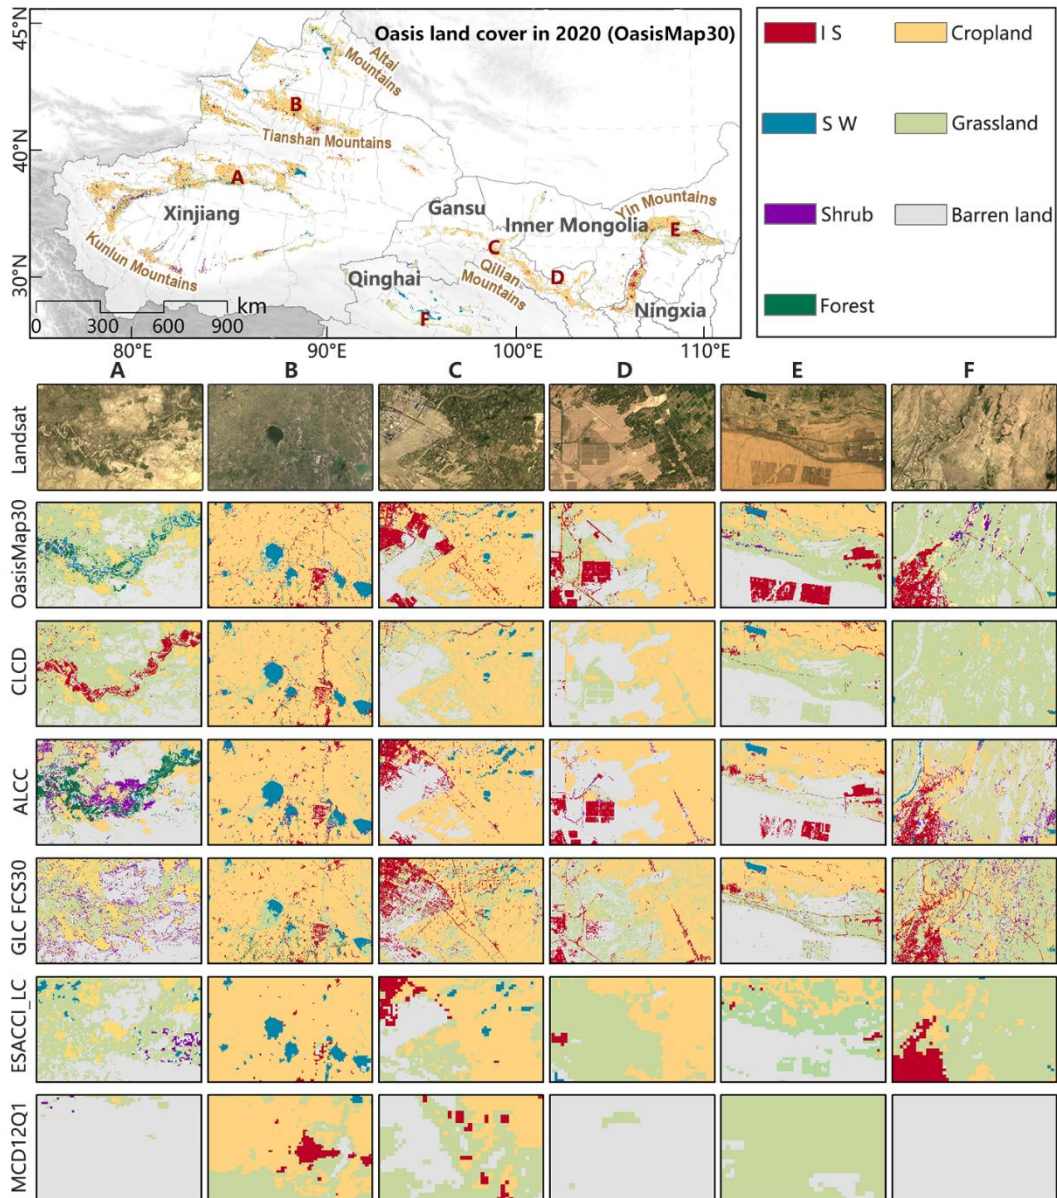 45°N
40°N
30°N
Oasis land cover in 2020 (OasisMap30)
Altai
Mountains
B
Tianshan Mountains
A
Xinjiang
Kunlun Mountains
Gansu
Inner Mongolia
Yin Mountains
E
C
Qilian
Mountains
D
Qinghai
F
Ningxia
km
0
300
600
900
80°E
90°E
100°E
110°E
I S
Cropland
S W
Grassland
Shrub
Barren land
Forest
A
B
C
D
E
F
Landsat
OasisMap30
CLCD
ALCC
GLC FCS30
ESACCI_LC
MCD12Q1